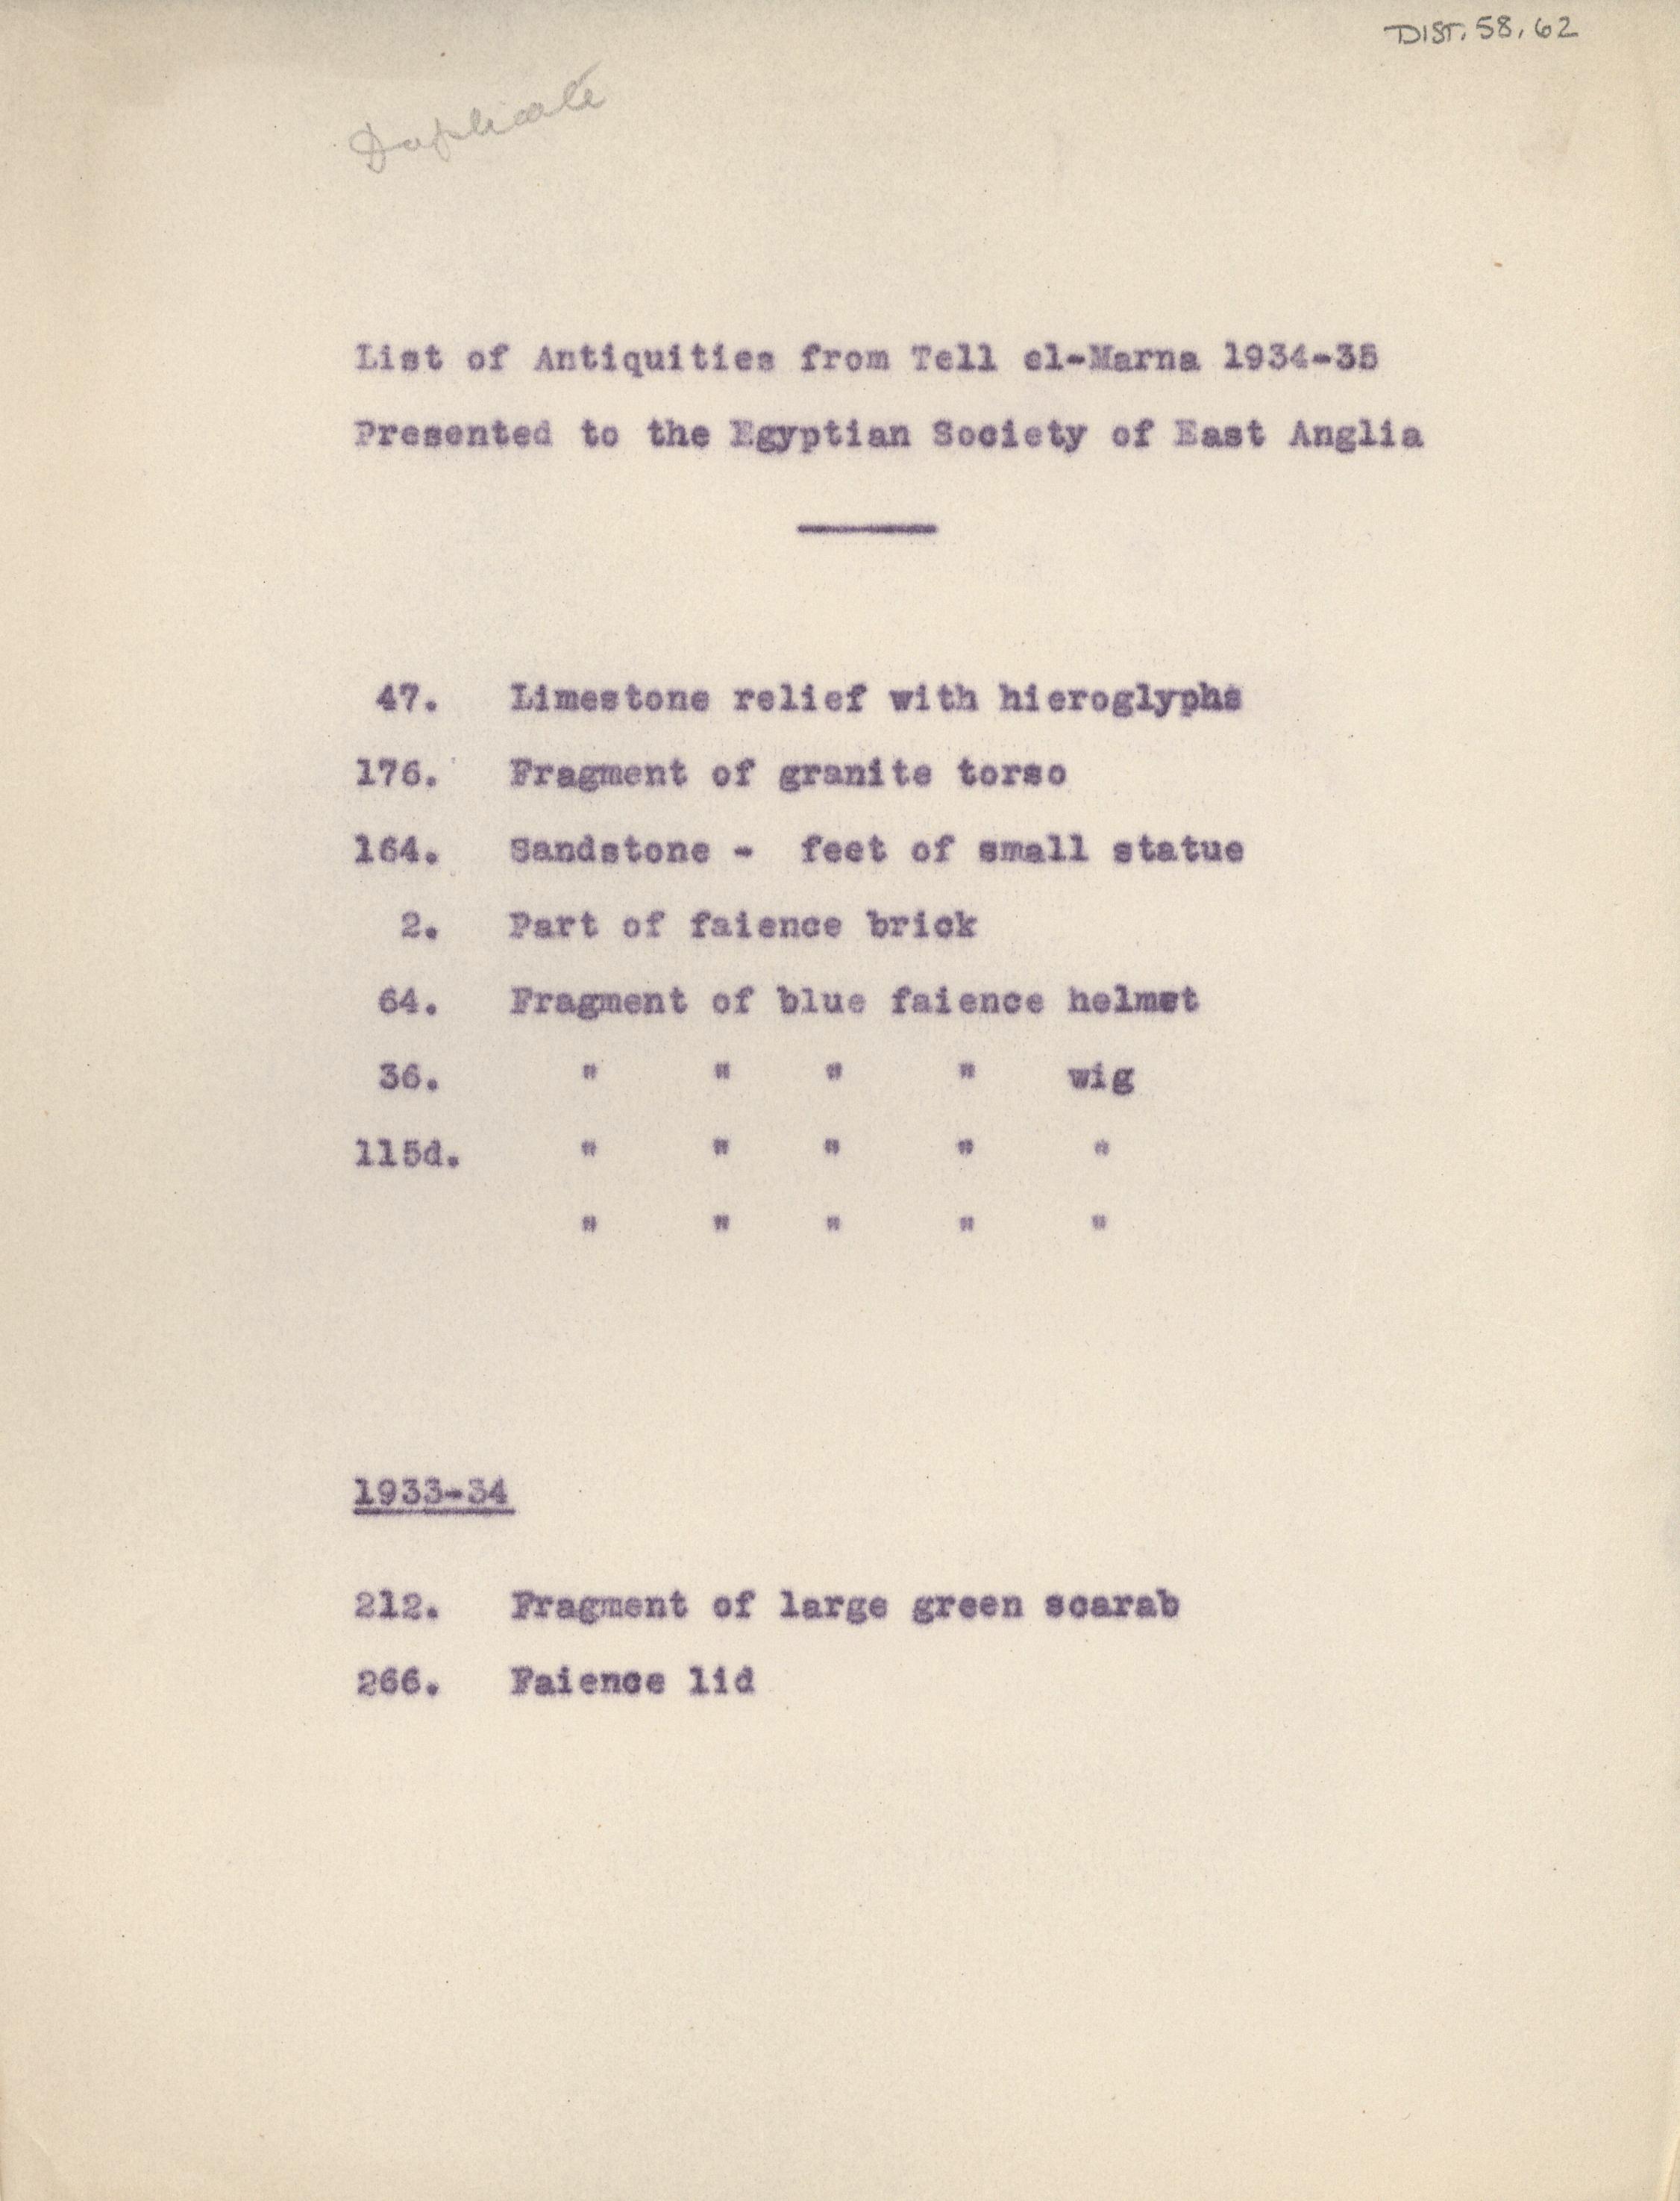 DIST. 58. 62
Duplicate
List of Antiquities from Tell el-Marna 1934-35
Presented to the Egyptian Society of East Anglia
47. Limestone relief with hieroglyphs
176. Fragment of granite torso
164. Sandstone - feet of small statue
2. Part of faience brick
64. Fragment of blue faience helmet
36. " " " " wig
115d. " " " " "
" " " " "
1933-34
212. Fragment of large green scarab
266. Faience lid